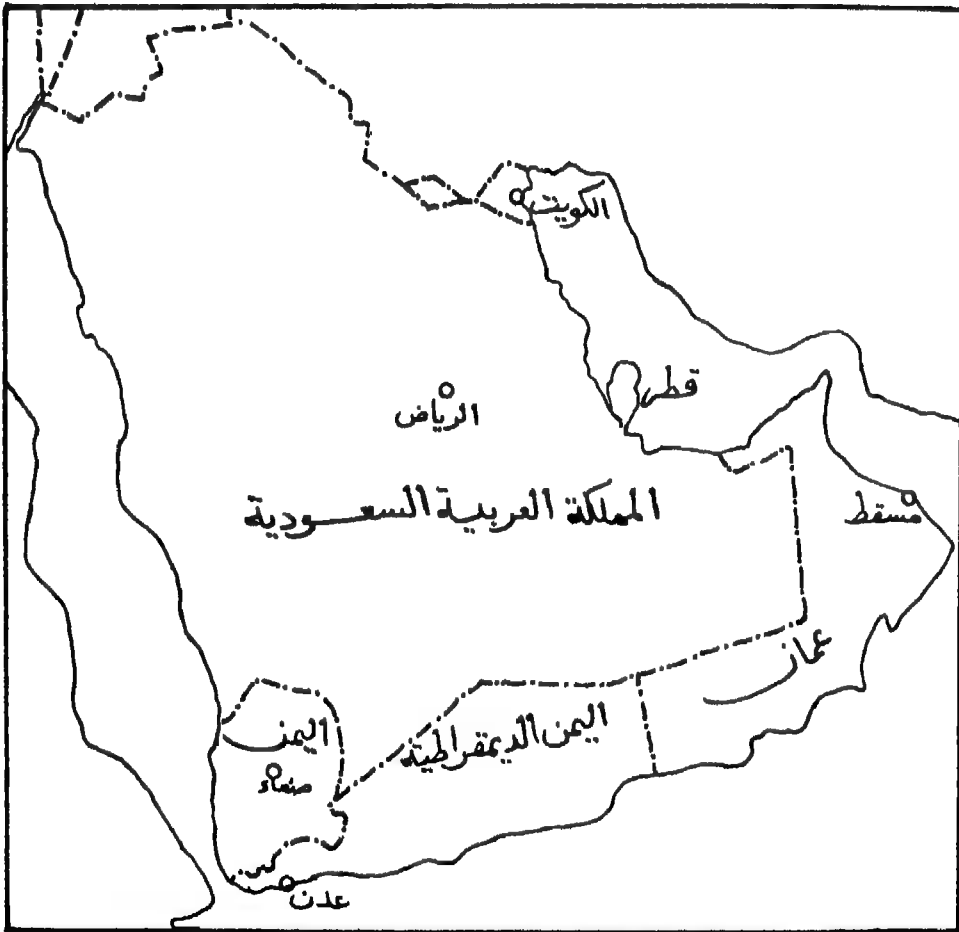 الكويت
قطر
الرياض
المملكة العربية السعودية
مسقط
عمان
اليمن الديمقراطية
اليمن
صنعاء
عدن